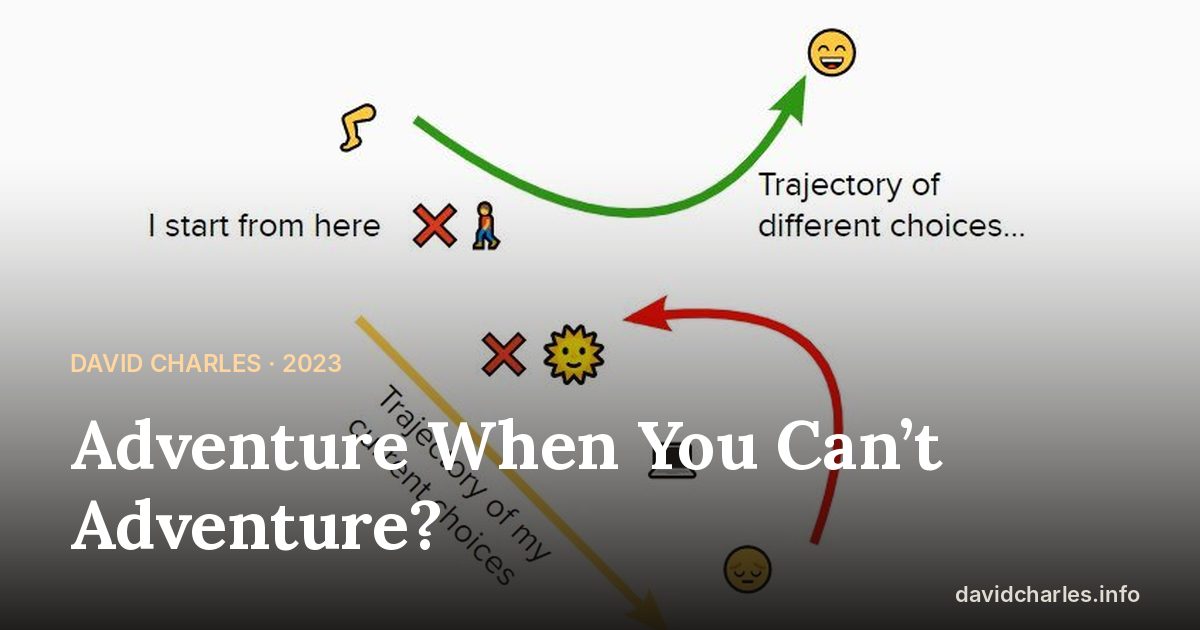 I start from here
Trajectory of
different choices...
DAVID CHARLES · 2023
Trajectory of my
current choices
Adventure When You Can’t
Adventure?
davidcharles.info